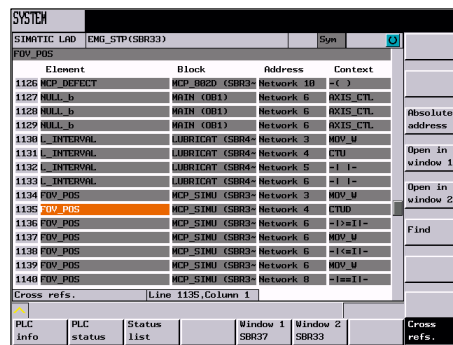 SYSTEM
SIMATIC LAD EMG_STP(SBR33) Sym
FOV_POS
Element Block Address Context
1126 MCP_DEFECT MCP_802D (SBR3~ Network 10 -( )
1127 NULL_b MAIN (OB1) Network 6 AXIS_CTL
1128 NULL_b MAIN (OB1) Network 6 AXIS_CTL
1129 NULL_b MAIN (OB1) Network 6 AXIS_CTL
1130 L_INTERVAL LUBRICAT (SBR4~ Network 3 MOV_W
1131 L_INTERVAL LUBRICAT (SBR4~ Network 4 CTU
1132 L_INTERVAL LUBRICAT (SBR4~ Network 5 -| |-
1133 L_INTERVAL LUBRICAT (SBR4~ Network 6 -| |-
1134 FOV_POS MCP_SIMU (SBR3~ Network 3 MOV_W
1135 FOV_POS MCP_SIMU (SBR3~ Network 4 CTUD
1136 FOV_POS MCP_SIMU (SBR3~ Network 6 -|>=I|-
1137 FOV_POS MCP_SIMU (SBR3~ Network 6 MOV_W
1138 FOV_POS MCP_SIMU (SBR3~ Network 6 -|<=I|-
1139 FOV_POS MCP_SIMU (SBR3~ Network 6 MOV_W
1140 FOV_POS MCP_SIMU (SBR3~ Network 8 -|==I|-
Cross refs. Line 1135,Column 1
Absolute
address
Open in
window 1
Open in
window 2
Find
PLC
info
PLC
status
Status
list
Window 1
SBR37
Window 2
SBR33
Cross
refs.